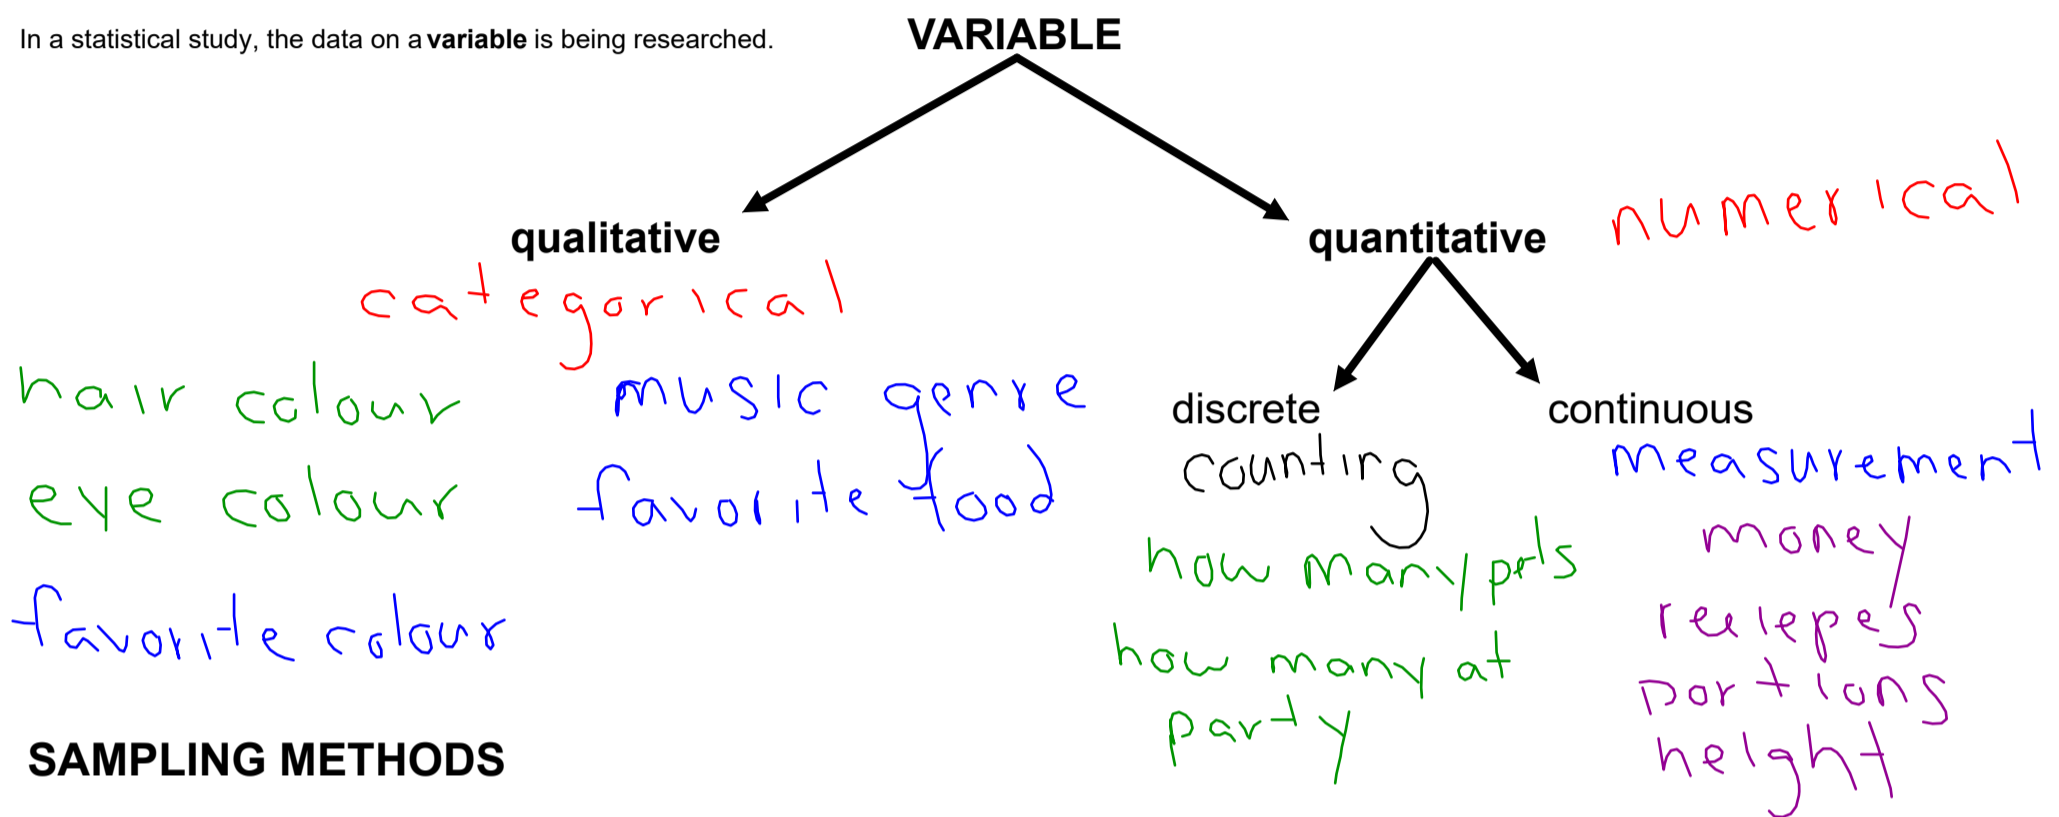 In a statistical study, the data on a variable is being researched.
VARIABLE
qualitative
quantitative
numerical
categorical
hair colour
music genre
eye colour
favorite food
favorite colour
discrete
continuous
counting
measurement
how many pets
money
how many at
party
portions
height
SAMPLING METHODS